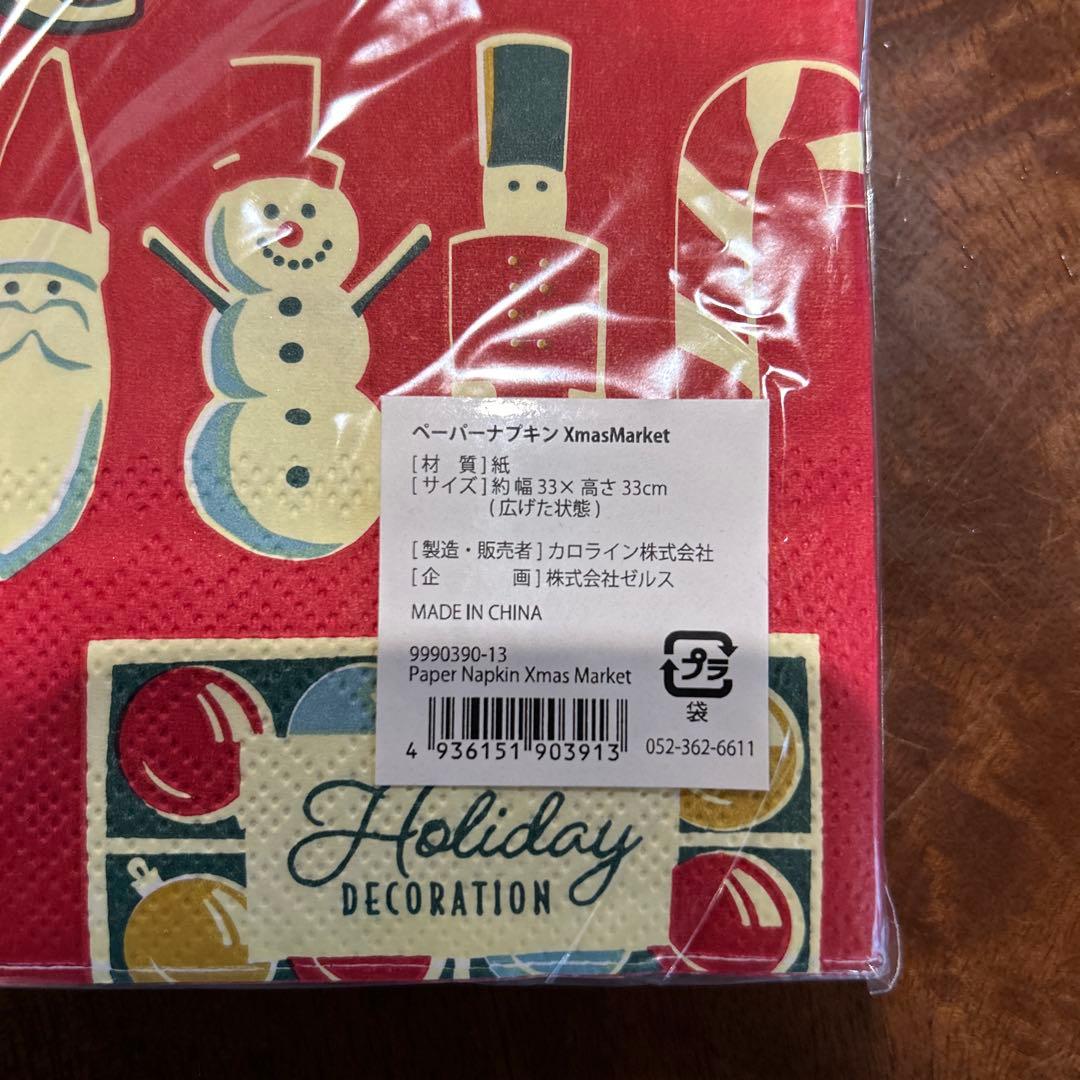 ペーパーナプキン XmasMarket
[ 材　質 ] 紙
[ サイズ ] 約 幅 33× 高さ 33cm
( 広げた状態 )
[ 製造・販売者 ] カロライン株式会社
[ 企　　　画 ] 株式会社ゼルス
MADE IN CHINA
9990390-13
Paper Napkin Xmas Market
プラ
袋
4 936151 903913
052-362-6611
Holiday
DECORATION